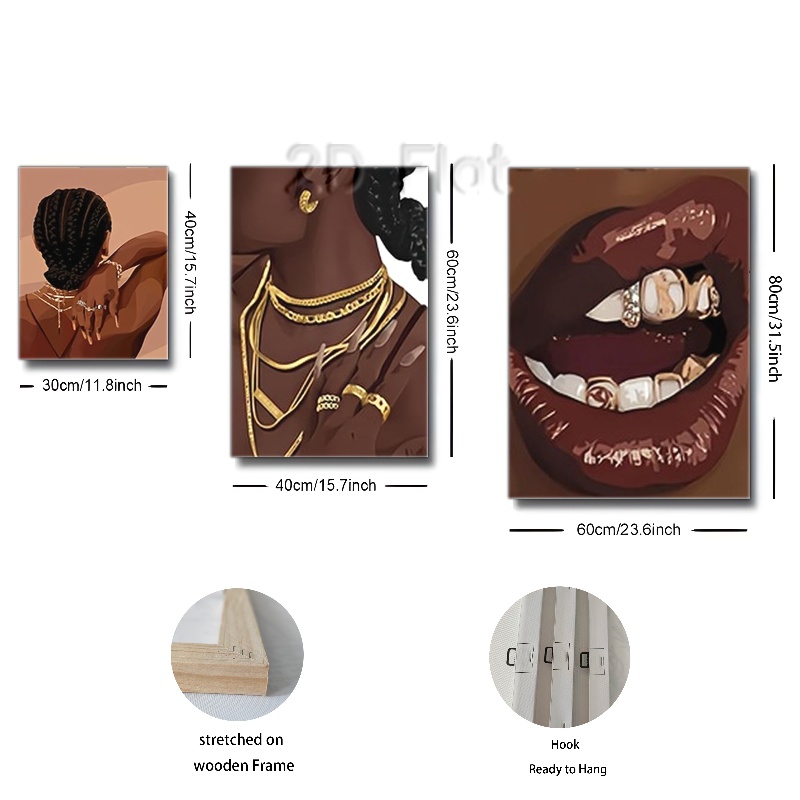 2D Flat
40cm/15.7inch
30cm/11.8inch
60cm/23.6inch
40cm/15.7inch
80cm/31.5inch
60cm/23.6inch
stretched on
wooden Frame
Hook
Ready to Hang